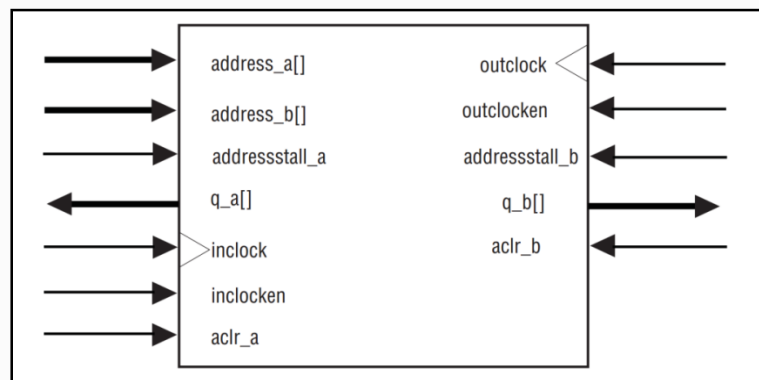 address_a[]
address_b[]
addressstall_a
q_a[]
inclock
inclocken
aclr_a
outclock
outclocken
addressstall_b
q_b[]
aclr_b